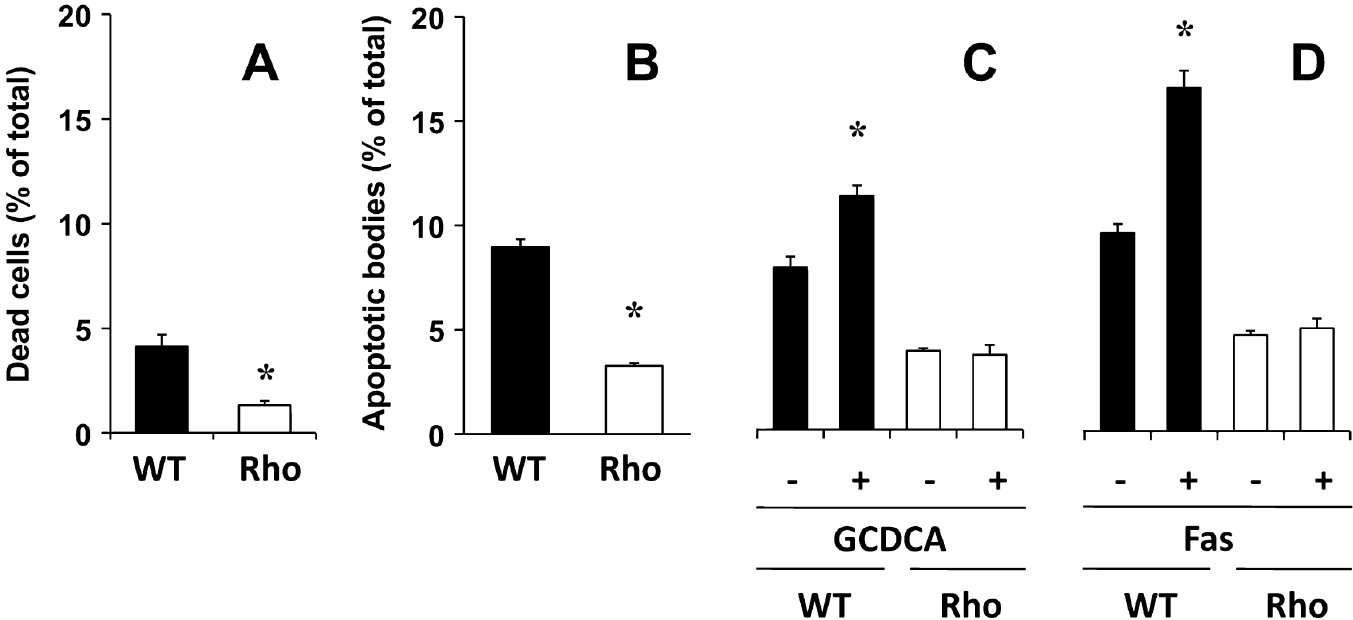 A
B
C
D
Dead cells (% of total)
20
15
10
5
0
*
WT Rho
Apoptotic bodies (% of total)
20
15
10
5
0
*
WT Rho
*
- + - +
GCDCA
WT Rho
*
- + - +
Fas
WT Rho